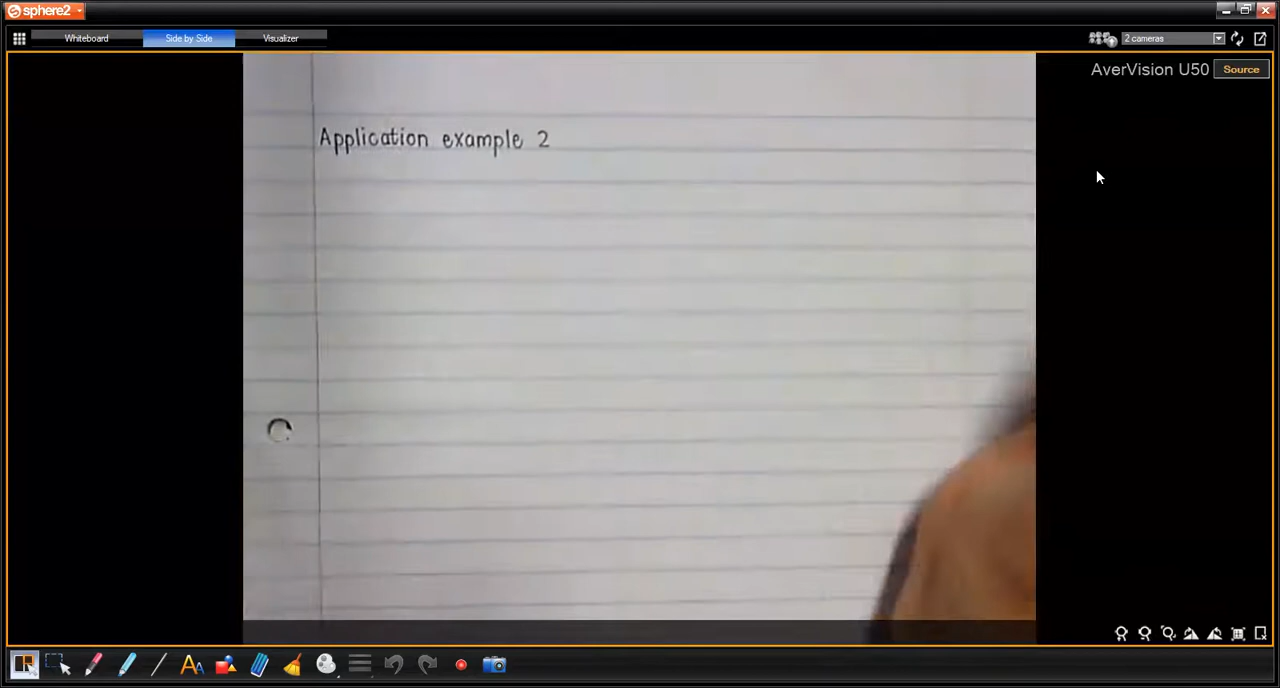 sphere2
Whiteboard Side by Side Visualizer 2 cameras
AverVision U50 Source
Application example 2